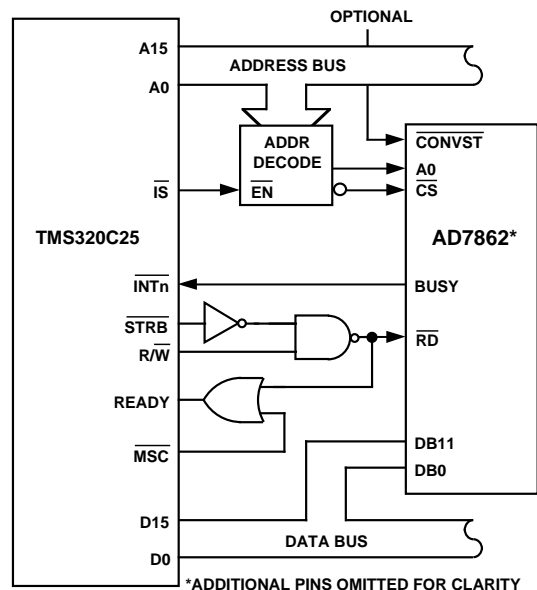 OPTIONAL
A15
ADDRESS BUS
A0
ADDR
DECODE
CONVST
A0
IS
EN
CS
TMS320C25
AD7862*
INTn
BUSY
STRB
R/W
RD
READY
MSC
DB11
DB0
D15
DATA BUS
D0
*ADDITIONAL PINS OMITTED FOR CLARITY